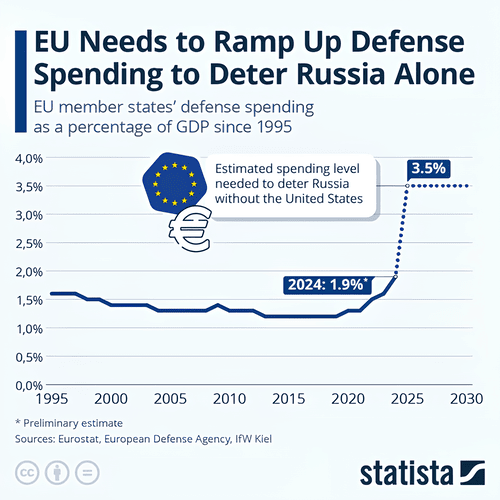 EU Needs to Ramp Up Defense
Spending to Deter Russia Alone
EU member states' defense spending
as a percentage of GDP since 1995
4,0%
3,5%
3,0%
2,5%
2,0%
1,5%
1,0%
0,5%
0,0%
Estimated spending level
needed to deter Russia
without the United States
3.5%
2024: 1.9%*
1995
2000
2005
2010
2015
2020
2025
2030
* Preliminary estimate
Sources: Eurostat, European Defense Agency, IfW Kiel
cc
statista